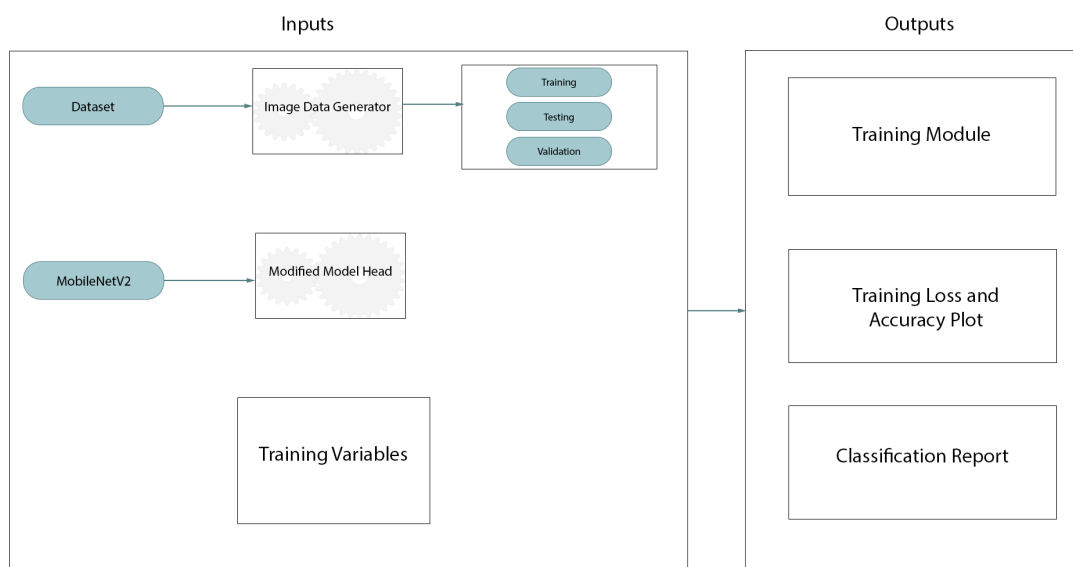 Inputs
Outputs
Dataset
Image Data Generator
Training
Testing
Validation
MobileNetV2
Modified Model Head
Training Variables
Training Module
Training Loss and
Accuracy Plot
Classification Report